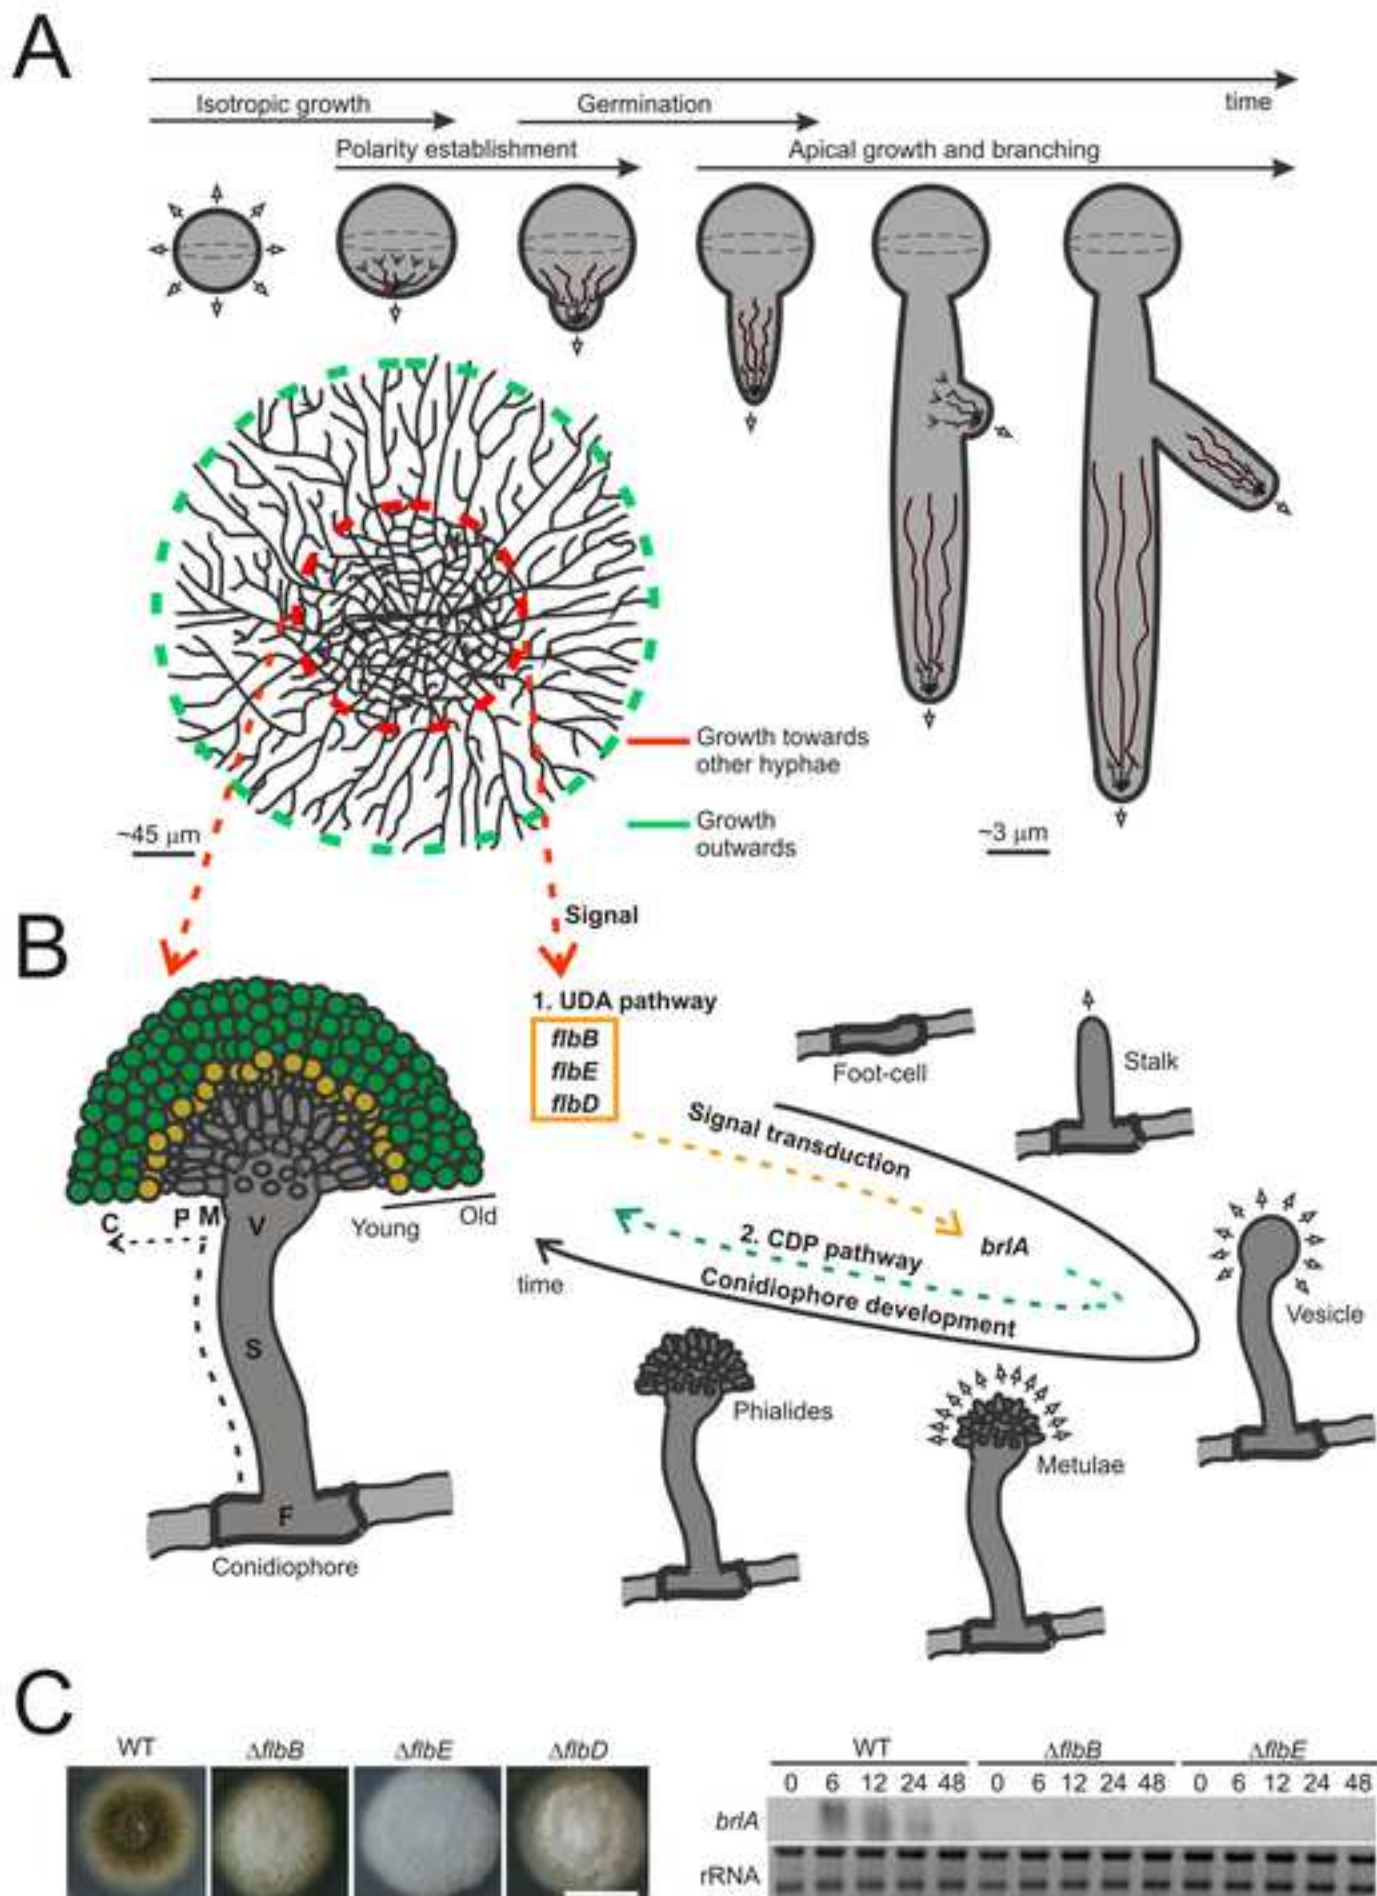 A
Isotropic growth
Germination
time
Polarity establishment
Apical growth and branching
Growth towards
other hyphae
~45 μm
Growth
outwards
~3 μm
Signal
B
1. UDA pathway
flbB
flbE
flbD
Foot-cell
Stalk
Signal transduction
C
P
M
V
Young
Old
2. CDP pathway
brlA
time
Conidiophore development
Vesicle
S
Phialides
Metulae
F
Conidiophore
C
WT
ΔflbB
ΔflbE
ΔflbD
WT
ΔflbB
ΔflbE
0 6 12 24 48 0 6 12 24 48 0 6 12 24 48
brlA
rRNA